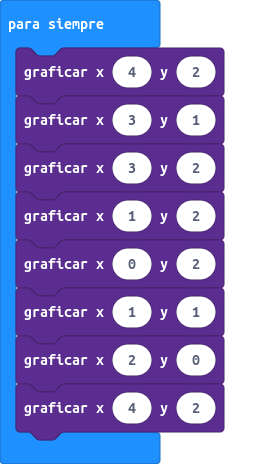 para siempre
graficar x 4 y 2
graficar x 3 y 1
graficar x 3 y 2
graficar x 1 y 2
graficar x 0 y 2
graficar x 1 y 1
graficar x 2 y 0
graficar x 4 y 2